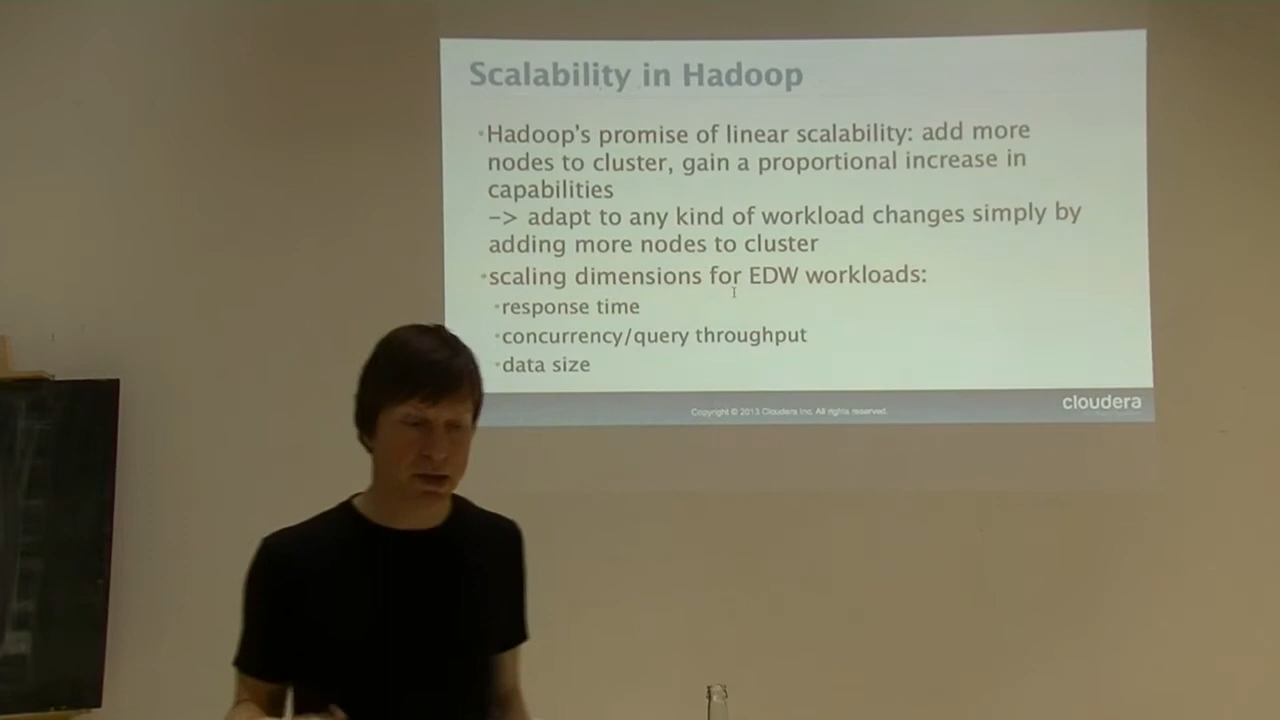 Scalability in Hadoop
•Hadoop's promise of linear scalability: add more
nodes to cluster, gain a proportional increase in
capabilities
–> adapt to any kind of workload changes simply by
adding more nodes to cluster
•scaling dimensions for EDW workloads:
•response time
•concurrency/query throughput
•data size
Copyright © 2013 Cloudera Inc. All rights reserved.
cloudera